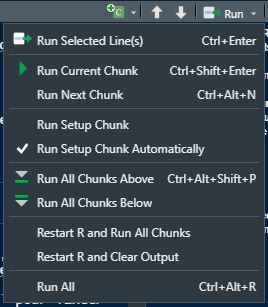 Run
Run Selected Line(s) Ctrl+Enter
Run Current Chunk Ctrl+Shift+Enter
Run Next Chunk Ctrl+Alt+N
Run Setup Chunk
Run Setup Chunk Automatically
Run All Chunks Above Ctrl+Alt+Shift+P
Run All Chunks Below
Restart R and Run All Chunks
Restart R and Clear Output
Run All Ctrl+Alt+R